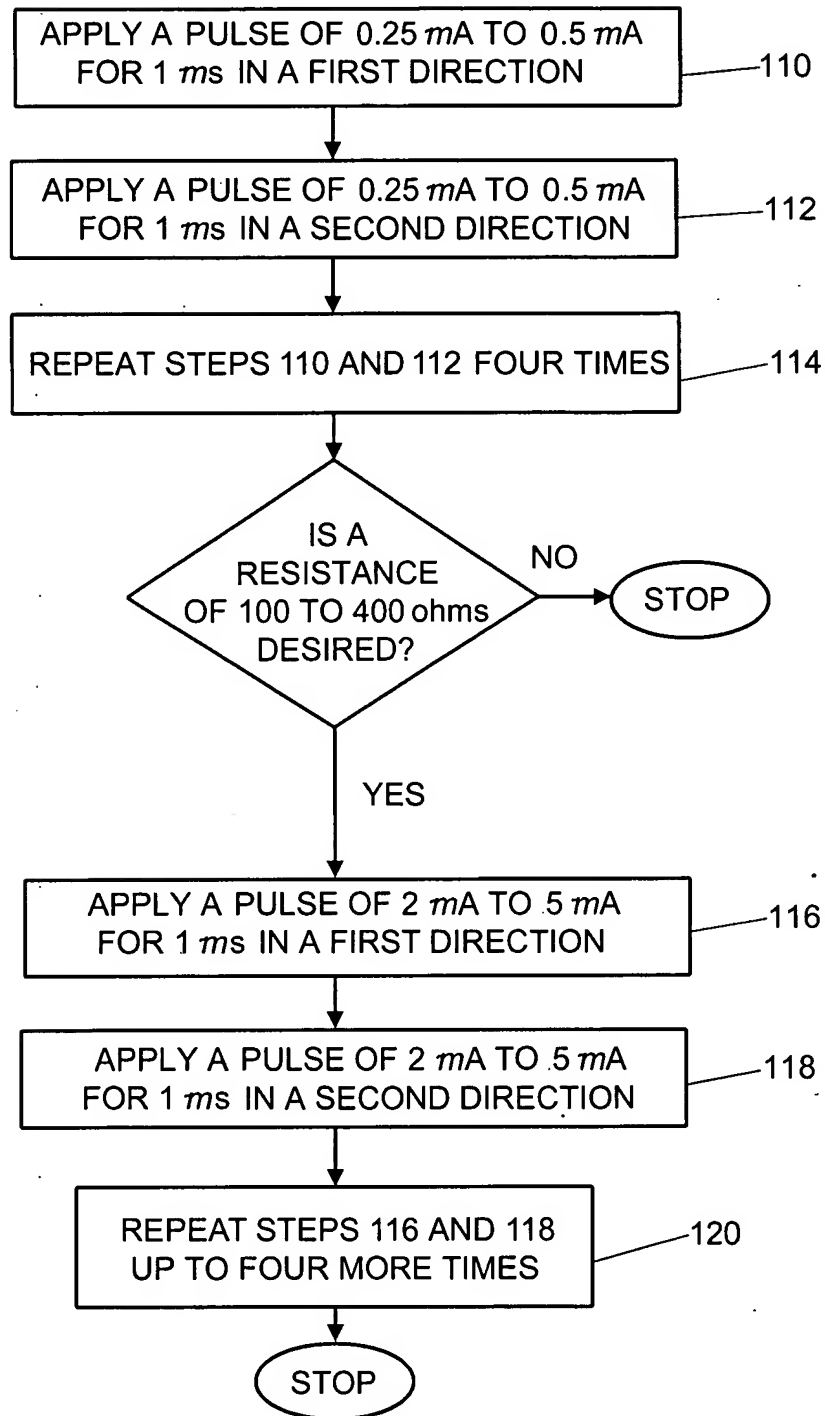 APPLY A PULSE OF 0.25 mA TO 0.5 mA
FOR 1 ms IN A FIRST DIRECTION
110
APPLY A PULSE OF 0.25 mA TO 0.5 mA
FOR 1 ms IN A SECOND DIRECTION
112
REPEAT STEPS 110 AND 112 FOUR TIMES
114
IS A
RESISTANCE
OF 100 TO 400 ohms
DESIRED?
NO
STOP
YES
APPLY A PULSE OF 2 mA TO 5 mA
FOR 1 ms IN A FIRST DIRECTION
116
APPLY A PULSE OF 2 mA TO 5 mA
FOR 1 ms IN A SECOND DIRECTION
118
REPEAT STEPS 116 AND 118
UP TO FOUR MORE TIMES
120
STOP